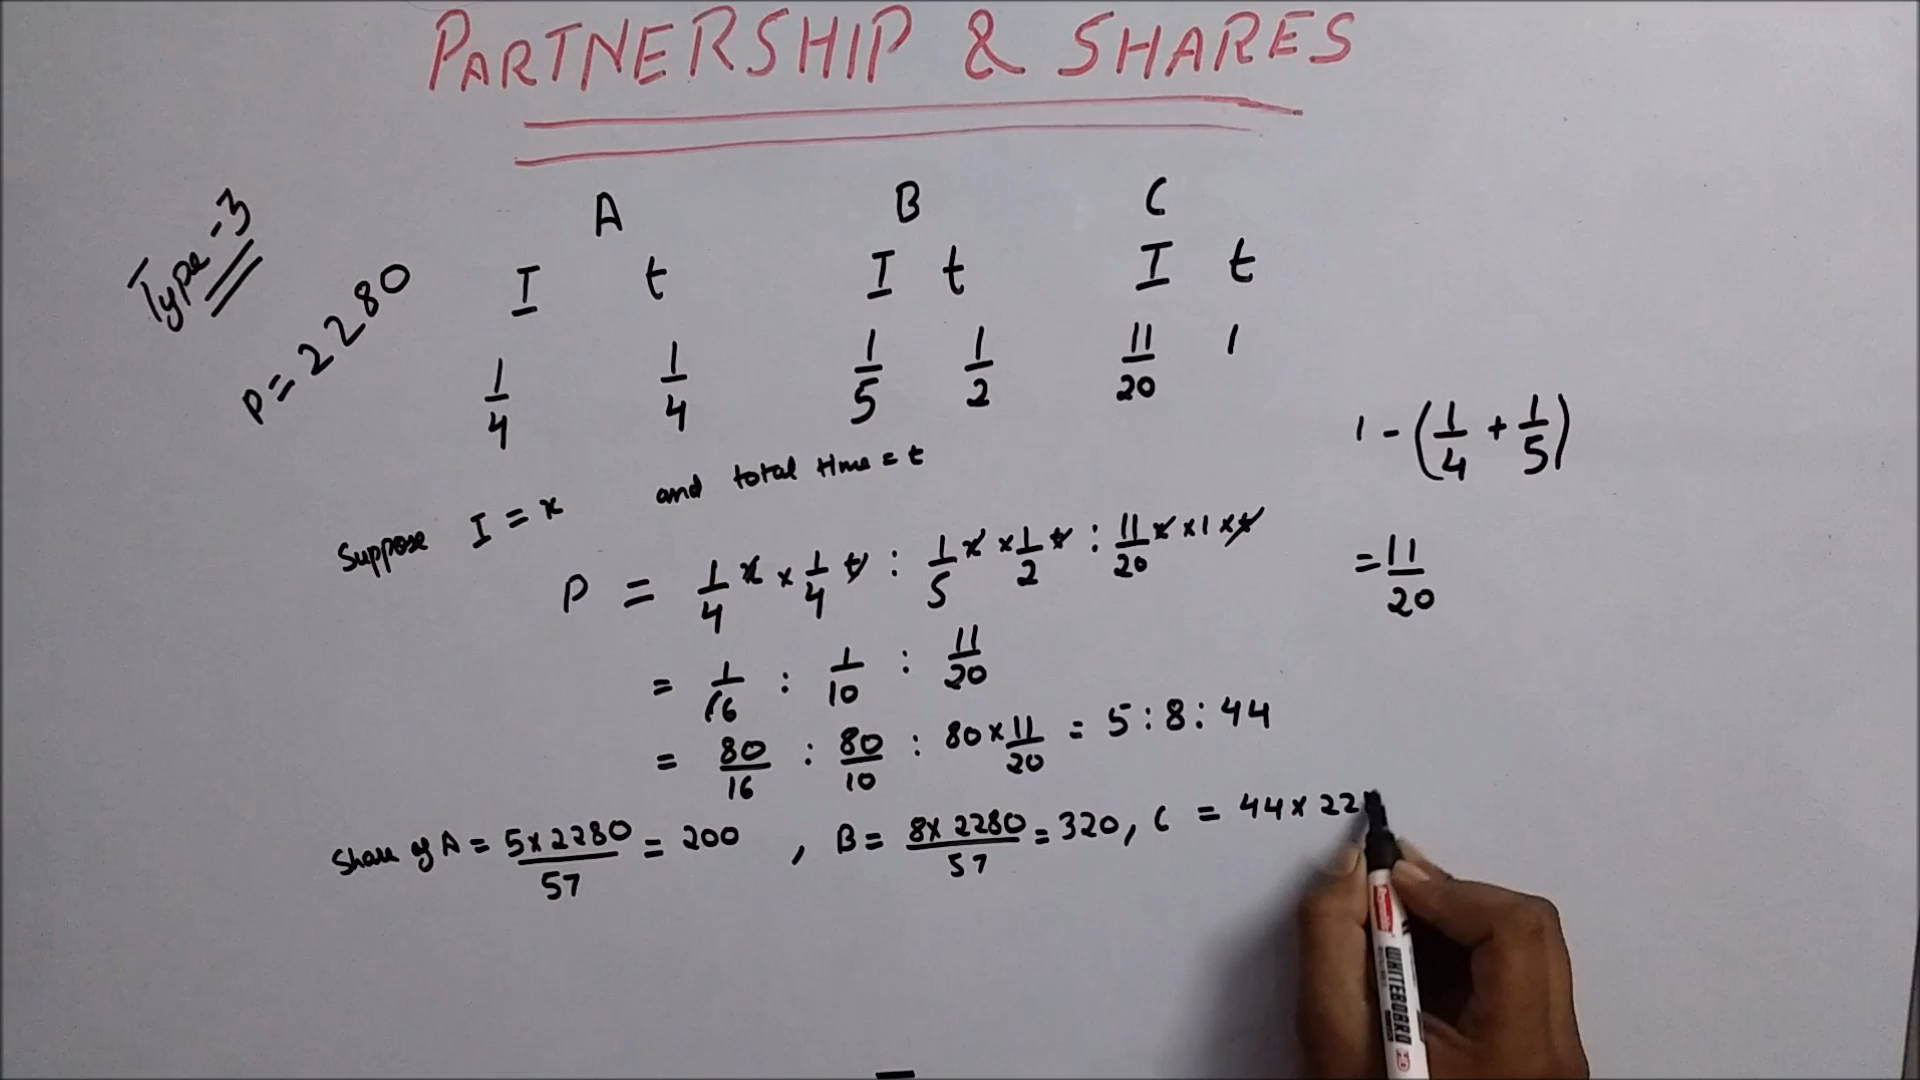 PARTNERSHIP & SHARES
Type-3
P = 2280
A B C
I t I t I t
1/4 1/4 1/5 1/2 11/20 1
1 - (1/4 + 1/5)
= 11/20
Suppose I = x and total time = t
P = 1/4 x × 1/4 t : 1/5 x × 1/2 t : 11/20 x × 1 × t
= 1/16 : 1/10 : 11/20
= 80/16 : 80/10 : 80 × 11/20 = 5 : 8 : 44
Share of A = 5 × 2280/57 = 200 , B = 8 × 2280/57 = 320, C = 44 × 22
WHITEBOARD